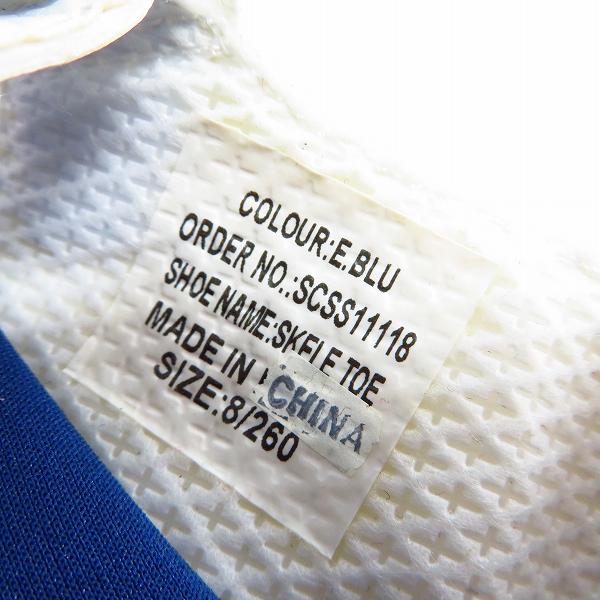 COLOUR:E.BLU
ORDER NO.:SCSS11118
SHOE NAME:SKELE TOE
MADE IN CHINA
SIZE:8/260